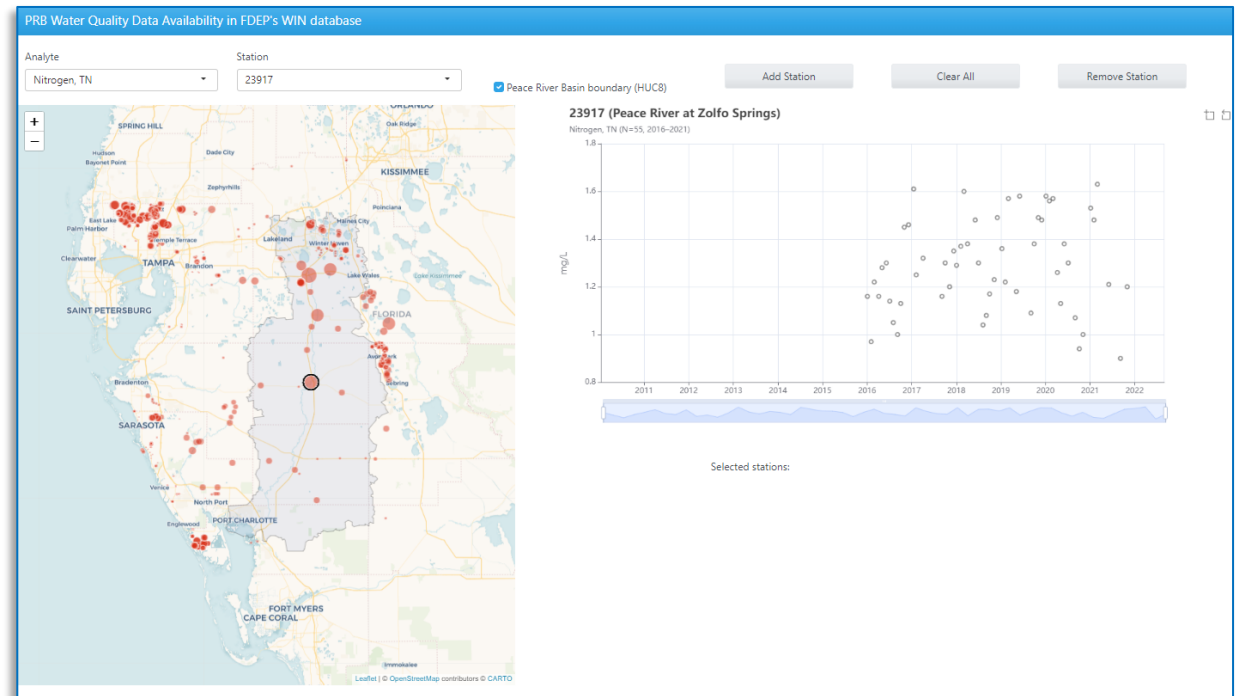 PRB Water Quality Data Availability in FDEP's WIN database
Analyte
Station
Nitrogen, TN
23917
Peace River Basin boundary (HUC8)
Add Station
Clear All
Remove Station
+
−
ORLANDO
Oak Ridge
SPRING HILL
Hudson
Bayonet Point
Dade City
KISSIMMEE
Zephyrhills
Poinciana
East Lake
Haines City
Palm Harbor
Temple Terrace
Lakeland
Winter Haven
Clearwater
TAMPA
Brandon
Lake Wales
Lake Kissimmee
SAINT PETERSBURG
FLORIDA
Avon Park
Bradenton
Sebring
SARASOTA
Venice
North Port
Englewood
PORT CHARLOTTE
FORT MYERS
CAPE CORAL
Immokalee
Leaflet | © OpenStreetMap contributors © CARTO
23917 (Peace River at Zolfo Springs)
Nitrogen, TN (N=55, 2016–2021)
mg/L
1.8
1.6
1.4
1.2
1
0.8
2011 2012 2013 2014 2015 2016 2017 2018 2019 2020 2021 2022
Selected stations: